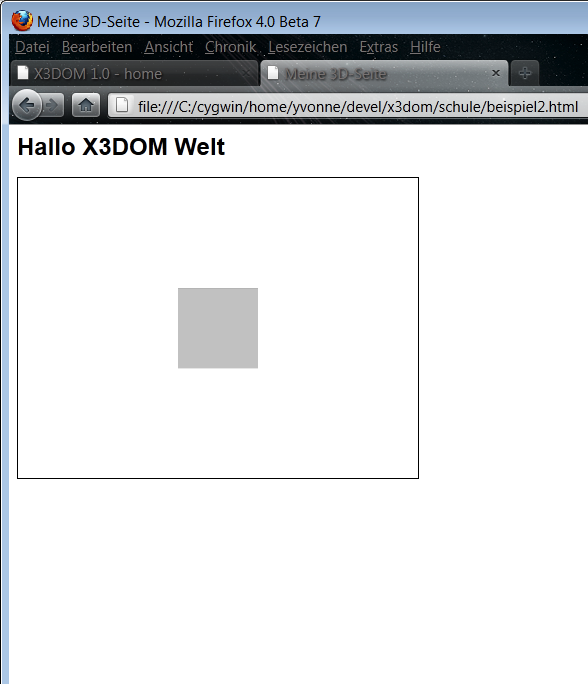 Meine 3D-Seite - Mozilla Firefox 4.0 Beta 7
Datei Bearbeiten Ansicht Chronik Lesezeichen Extras Hilfe
X3DOM 1.0 - home Meine 3D-Seite
file:///C:/cygwin/home/yvonne/devel/x3dom/schule/beispiel2.html
Hallo X3DOM Welt